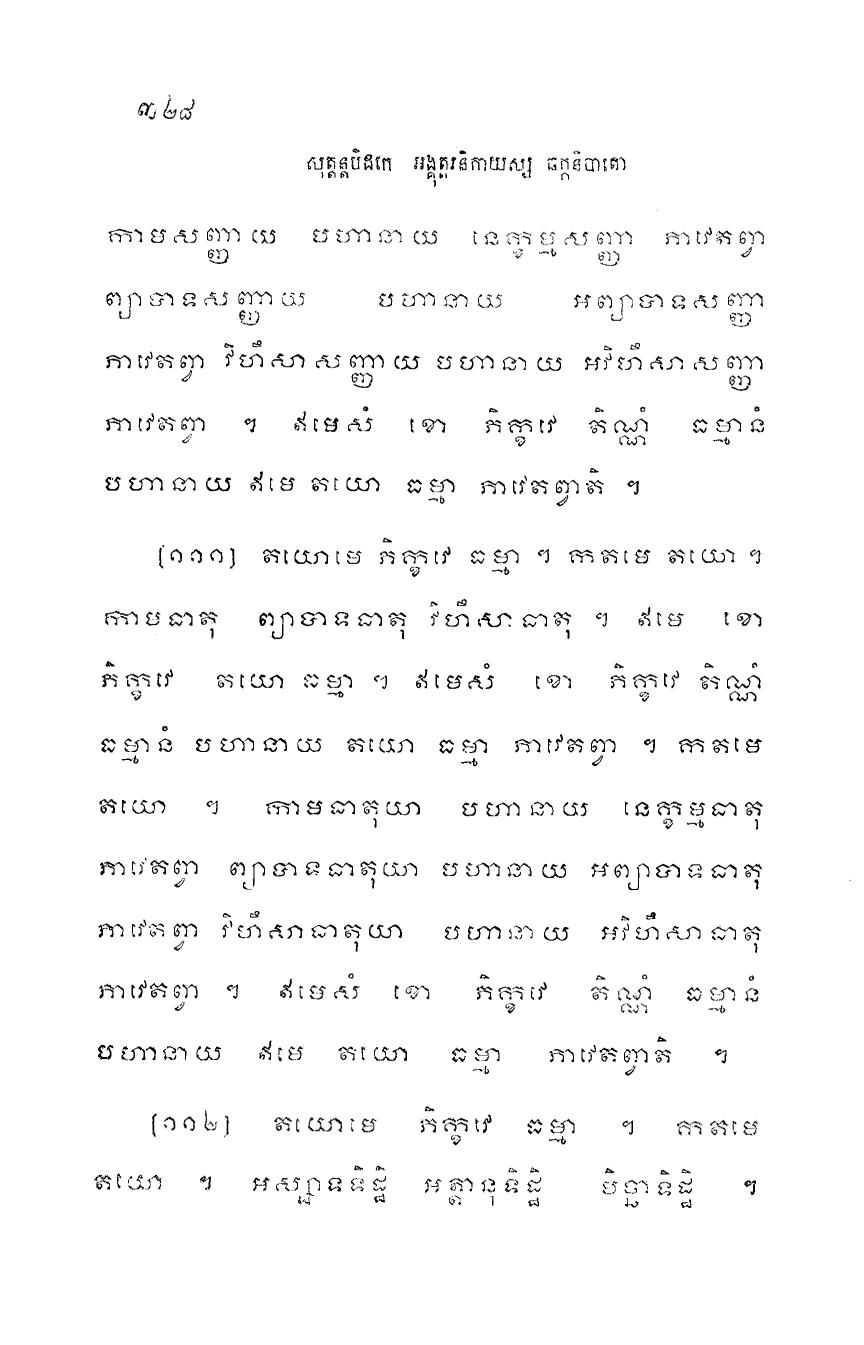 ៣២៨
សុត្តន្តបិដកេ អង្គុត្តរនិកាយស្ស ឆក្កនិបាតោ
កាមសញ្ញាយ បហានាយ នេក្ខម្មសញ្ញា ភាវេតព្វា
ព្យាបាទសញ្ញាយ បហានាយ អព្យាបាទសញ្ញា
ភាវេតព្វា វិហឹសាសញ្ញាយ បហានាយ អវិហឹសាសញ្ញា
ភាវេតព្វា ។ ឥមេសំ ខោ ភិក្ខវេ តិណ្ណំ ធម្មានំ
បហានាយ ឥមេ តយោ ធម្មា ភាវេតព្វាតិ ។
[១១១] តយោមេ ភិក្ខវេ ធម្មា ។ កតមេ តយោ ។
កាមធាតុ ព្យាបាទធាតុ វិហឹសាធាតុ ។ ឥមេ ខោ
ភិក្ខវេ តយោ ធម្មា ។ ឥមេសំ ខោ ភិក្ខវេ តិណ្ណំ
ធម្មានំ បហានាយ តយោ ធម្មា ភាវេតព្វា ។ កតមេ
តយោ ។ កាមធាតុយា បហានាយ នេក្ខម្មធាតុ
ភាវេតព្វា ព្យាបាទធាតុយា បហានាយ អព្យាបាទធាតុ
ភាវេតព្វា វិហឹសាធាតុយា បហានាយ អវិហឹសាធាតុ
ភាវេតព្វា ។ ឥមេសំ ខោ ភិក្ខវេ តិណ្ណំ ធម្មានំ
បហានាយ ឥមេ តយោ ធម្មា ភាវេតព្វាតិ ។
[១១២] តយោមេ ភិក្ខវេ ធម្មា ។ កតមេ
តយោ ។ អស្សាទទិដ្ឋិ អត្តានុទិដ្ឋិ មិច្ឆាទិដ្ឋិ ។